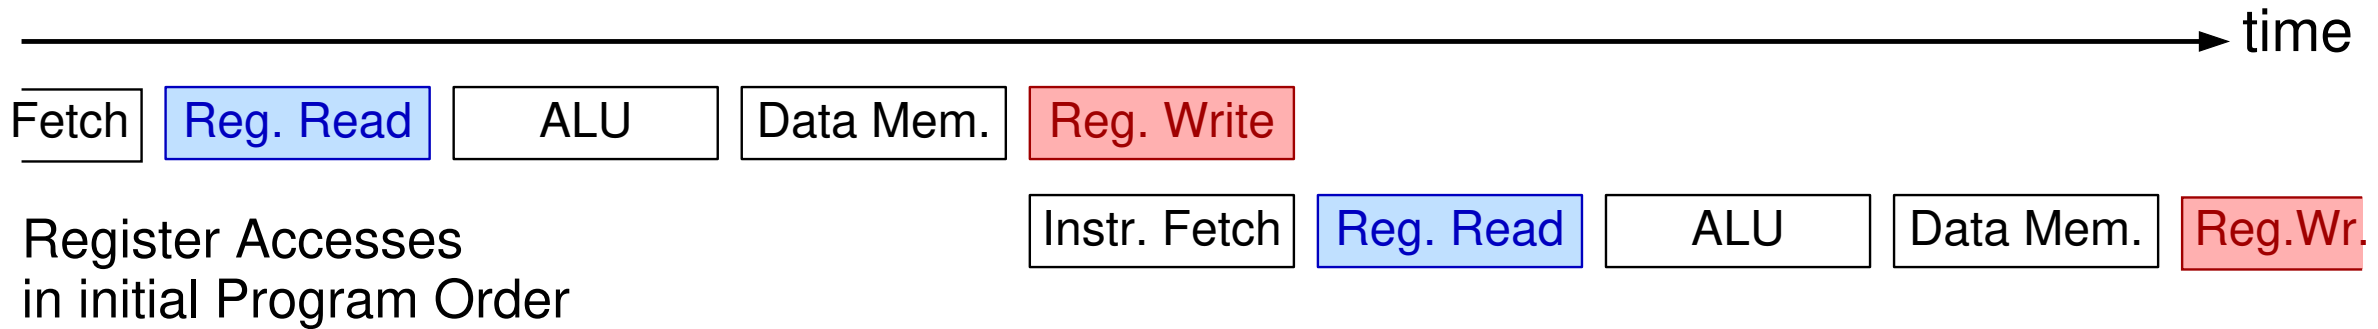 time
Fetch Reg. Read ALU Data Mem. Reg. Write
Instr. Fetch Reg. Read ALU Data Mem. Reg.Wr.
Register Accesses
in initial Program Order